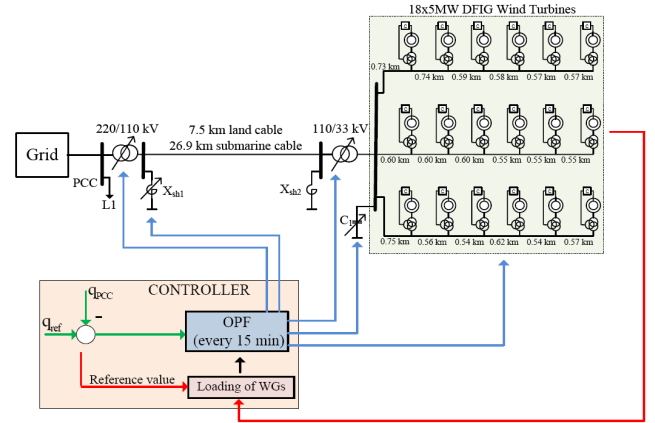 18x5MW DFIG Wind Turbines
0.73 km
0.74 km 0.59 km 0.58 km 0.57 km 0.57 km
220/110 kV
7.5 km land cable
26.9 km submarine cable
110/33 kV
Grid
PCC
L1
Xsh1
Xsh2
0.60 km 0.60 km 0.60 km 0.55 km 0.55 km
C1
0.75 km 0.56 km 0.54 km 0.62 km 0.54 km 0.57 km
CONTROLLER
qPCC
qref
-
OPF
(every 15 min)
Reference value
Loading of WGs